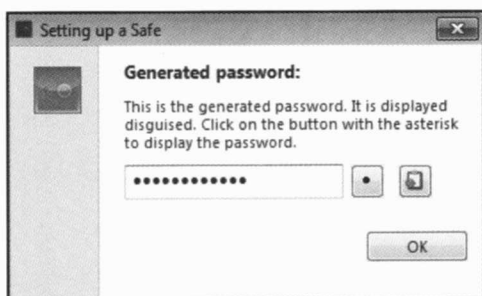 Setting up a Safe
Generated password:
This is the generated password. It is displayed
disguised. Click on the button with the asterisk
to display the password.
••••••••••••
OK